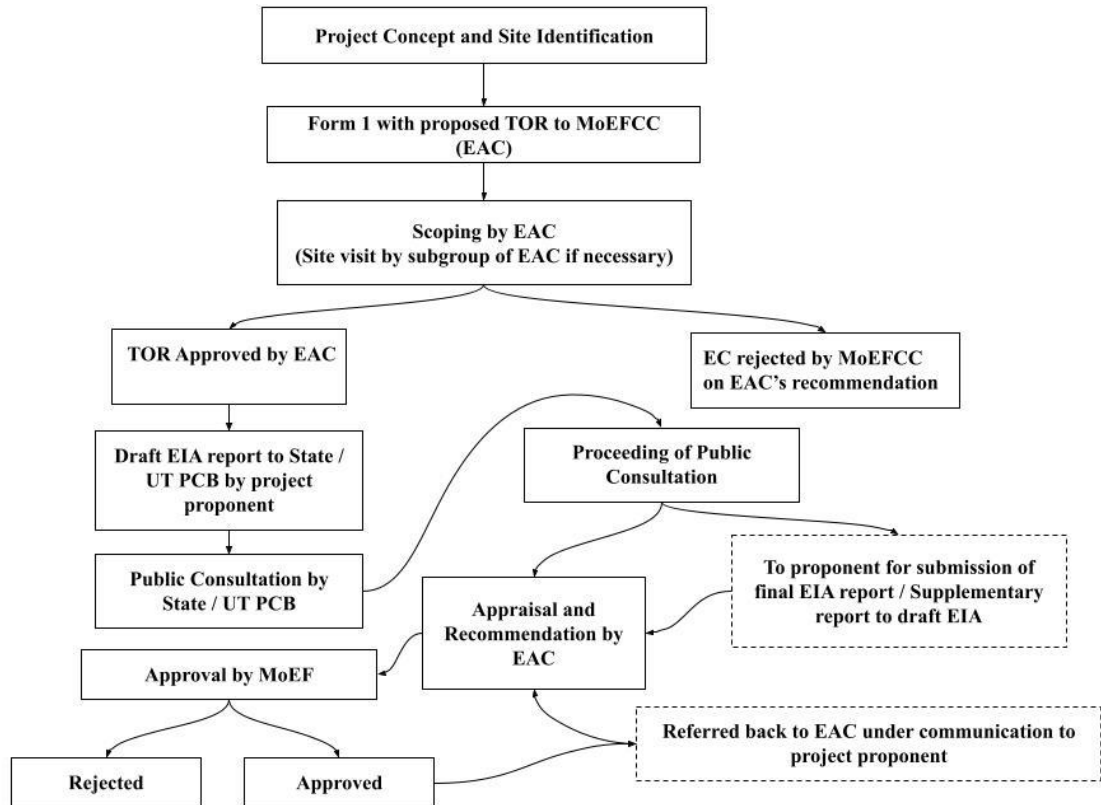 Project Concept and Site Identification
Form 1 with proposed TOR to MoEFCC
(EAC)
Scoping by EAC
(Site visit by subgroup of EAC if necessary)
TOR Approved by EAC
EC rejected by MoEFCC
on EAC’s recommendation
Draft EIA report to State /
UT PCB by project
proponent
Proceeding of Public
Consultation
Public Consultation by
State / UT PCB
To proponent for submission of
final EIA report / Supplementary
report to draft EIA
Appraisal and
Recommendation by
EAC
Approval by MoEF
Referred back to EAC under communication to
project proponent
Rejected
Approved